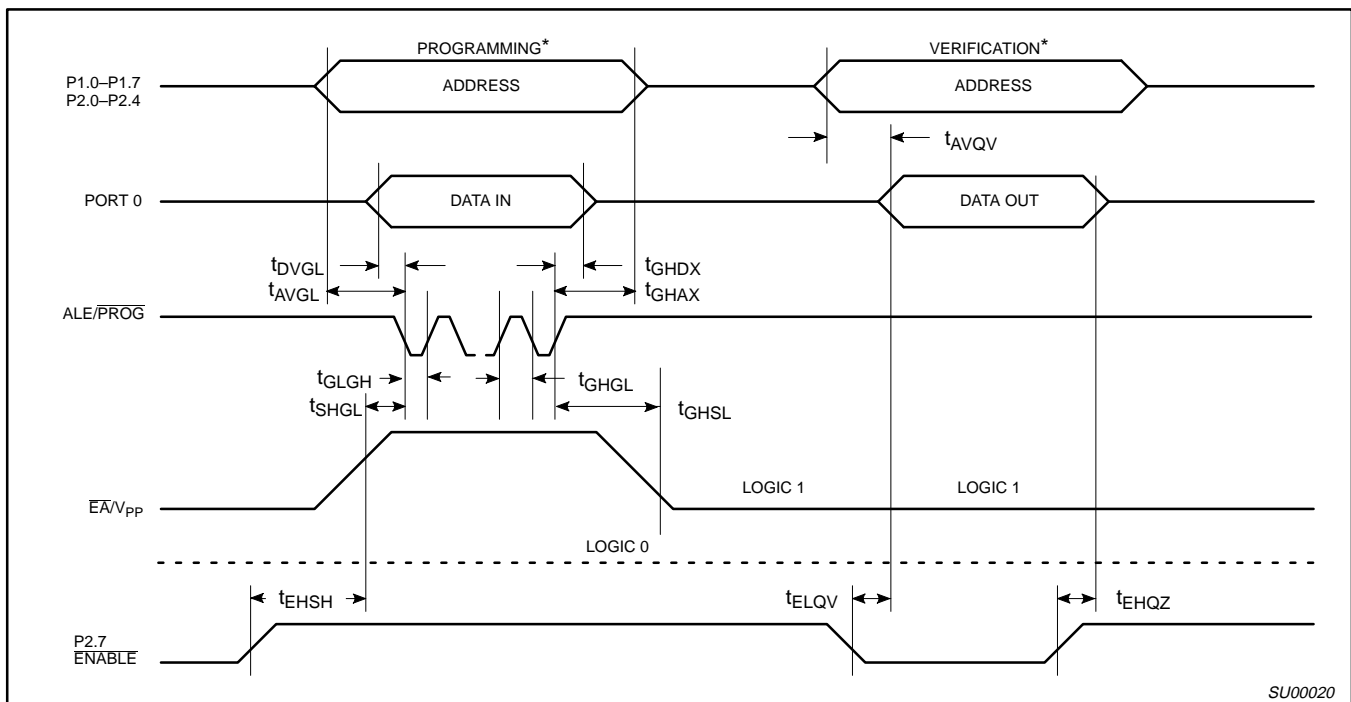 PROGRAMMING* VERIFICATION*
P1.0–P1.7
P2.0–P2.4
ADDRESS ADDRESS
tAVQV
PORT 0 DATA IN DATA OUT
tDVGL tGHDX
tAVGL tGHAX
ALE/PROG
tGLGH tGHGL
tSHGL tGHSL
EA/VPP LOGIC 1 LOGIC 1
LOGIC 0
tEHSH tELQV tEHQZ
P2.7
ENABLE
SU00020